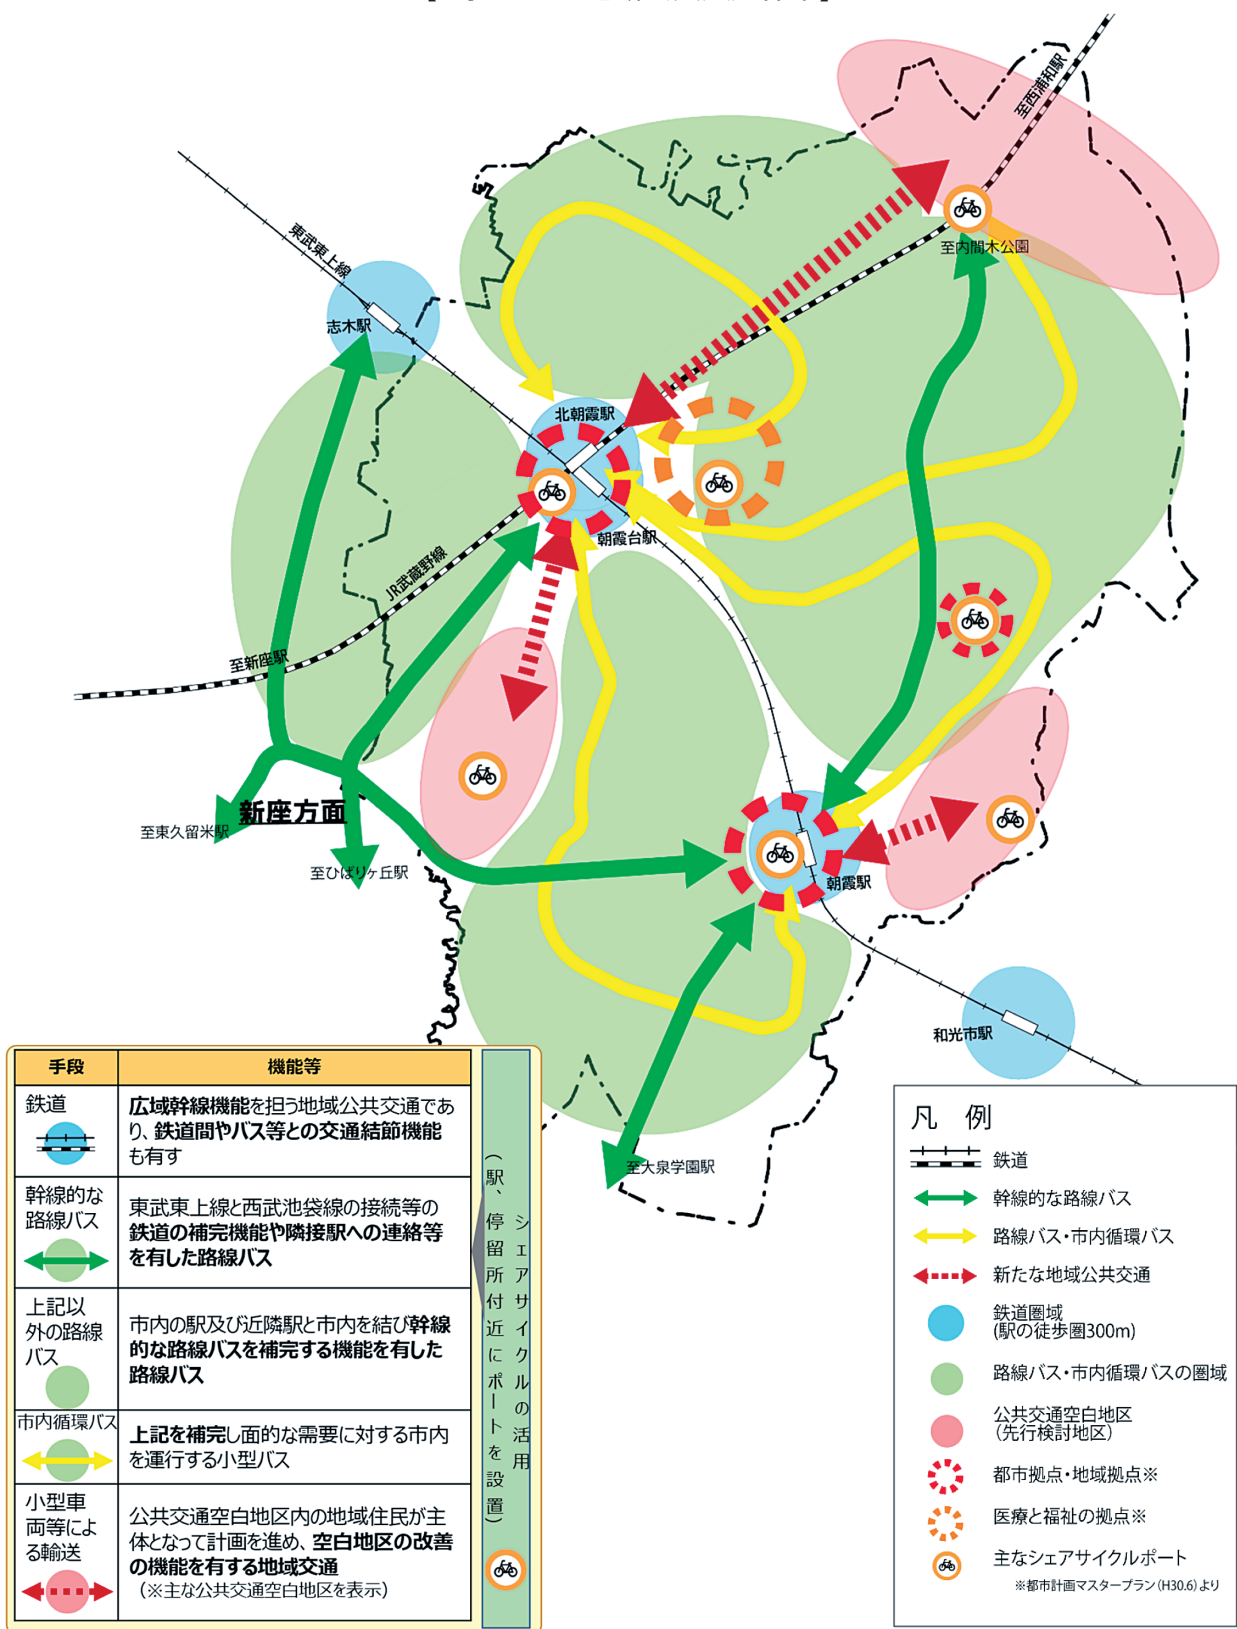 至西浦和駅
東武東上線
至内間木公園
志木駅
北朝霞駅
朝霞台駅
JR武蔵野線
至新座駅
新座方面
至東久留米駅
至ひばりヶ丘駅
朝霞駅
和光市駅
至大泉学園駅
手段
機能等
鉄道
広域幹線機能を担う地域公共交通であ
り、鉄道間やバス等との交通結節機能
も有す
幹線的な
路線バス
東武東上線と西武池袋線の接続等の
鉄道の補完機能や隣接駅への連絡等
を有した路線バス
上記以
外の路線
バス
市内の駅及び近隣駅と市内を結び幹線
的な路線バスを補完する機能を有した
路線バス
市内循環バス
上記を補完し面的な需要に対する市内
を運行する小型バス
小型車
両等によ
る輸送
公共交通空白地区内の地域住民が主
体となって計画を進め、空白地区の改善
の機能を有する地域交通
（※主な公共交通空白地区を表示）
シェアサイクルの活用
（駅、停留所付近にポートを設置）
凡 例
鉄道
幹線的な路線バス
路線バス・市内循環バス
新たな地域公共交通
鉄道圏域
(駅の徒歩圏300m)
路線バス・市内循環バスの圏域
公共交通空白地区
（先行検討地区）
都市拠点・地域拠点※
医療と福祉の拠点※
主なシェアサイクルポート
※都市計画マスタープラン（H30.6）より